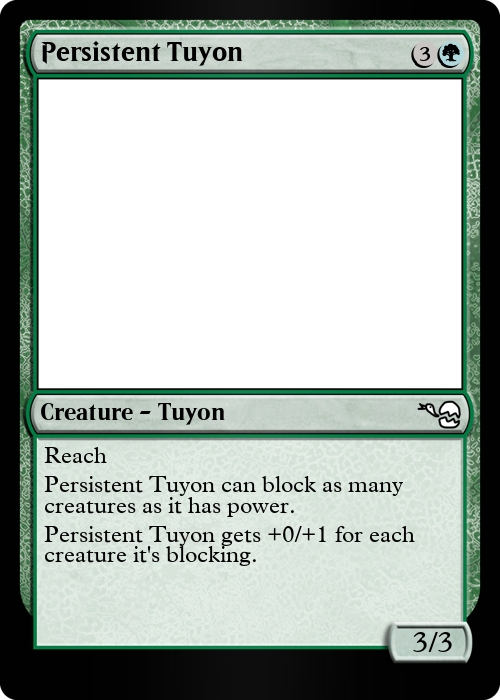 Persistent Tuyon 3
Creature – Tuyon
Reach
Persistent Tuyon can block as many
creatures as it has power.
Persistent Tuyon gets +0/+1 for each
creature it's blocking.
3/3